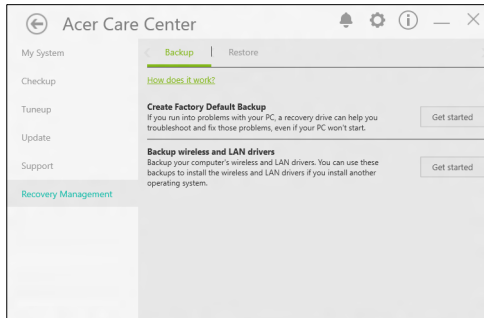 Acer Care Center
My System
Checkup
Tuneup
Update
Support
Recovery Management
Backup
Restore
How does it work?
Create Factory Default Backup
If you run into problems with your PC, a recovery drive can help you
troubleshoot and fix those problems, even if your PC won't start.
Get started
Backup wireless and LAN drivers
Backup your computer's wireless and LAN drivers. You can use these
backups to install the wireless and LAN drivers if you install another
operating system.
Get started